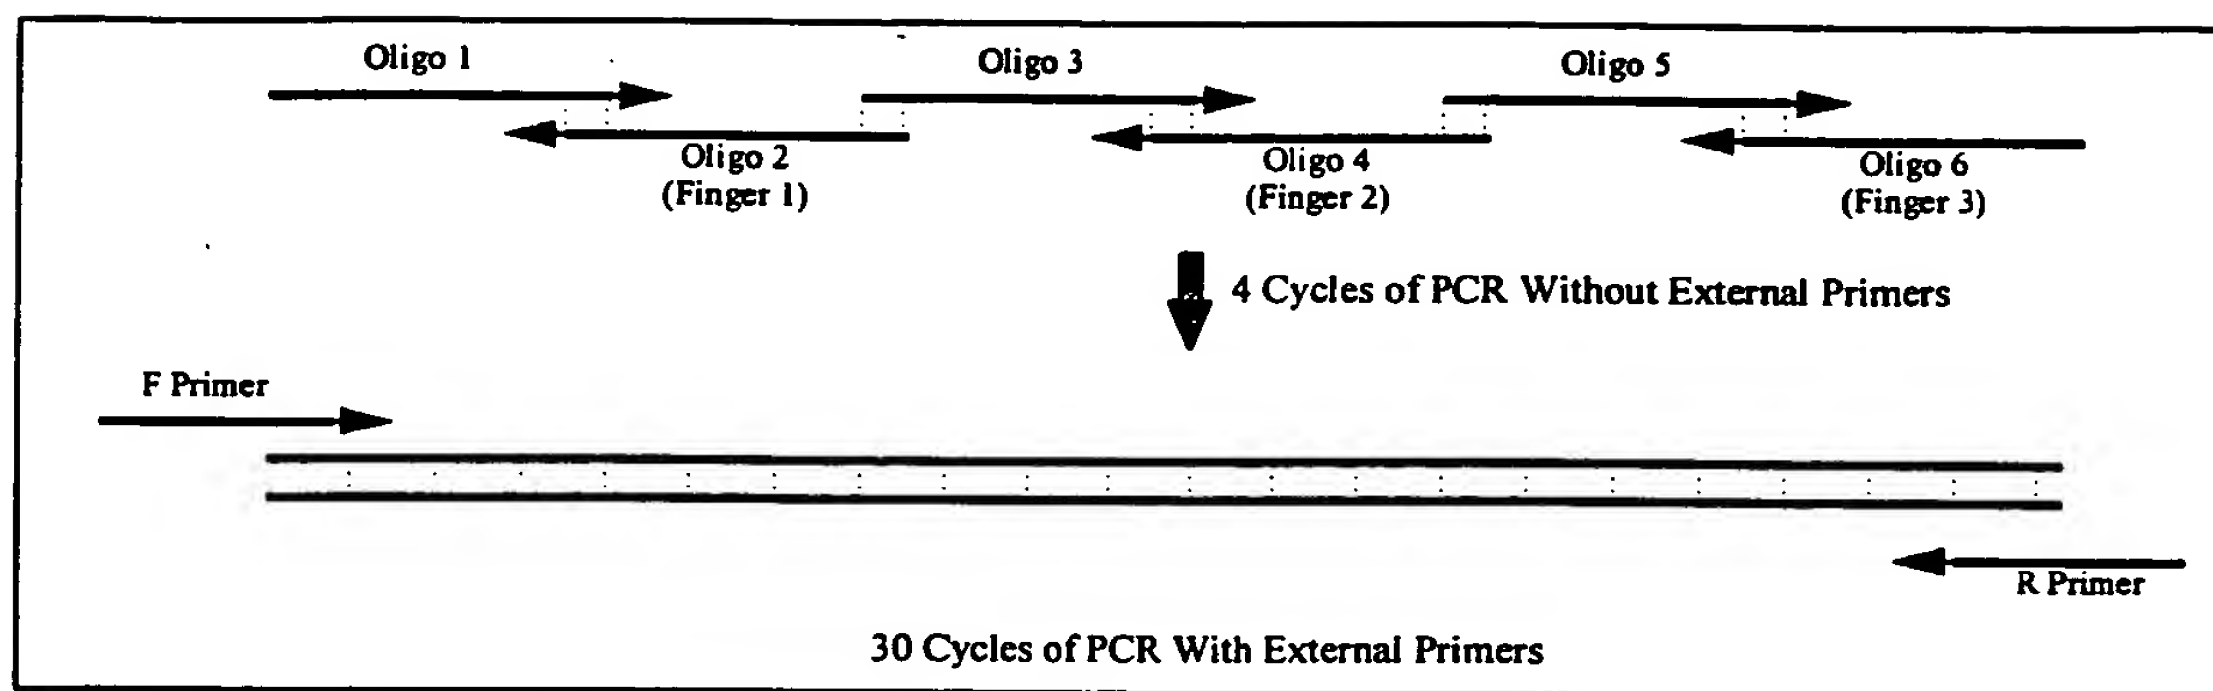 Oligo 1
Oligo 3
Oligo 5
Oligo 2
(Finger 1)
Oligo 4
(Finger 2)
Oligo 6
(Finger 3)
4 Cycles of PCR Without External Primers
F Primer
R Primer
30 Cycles of PCR With External Primers